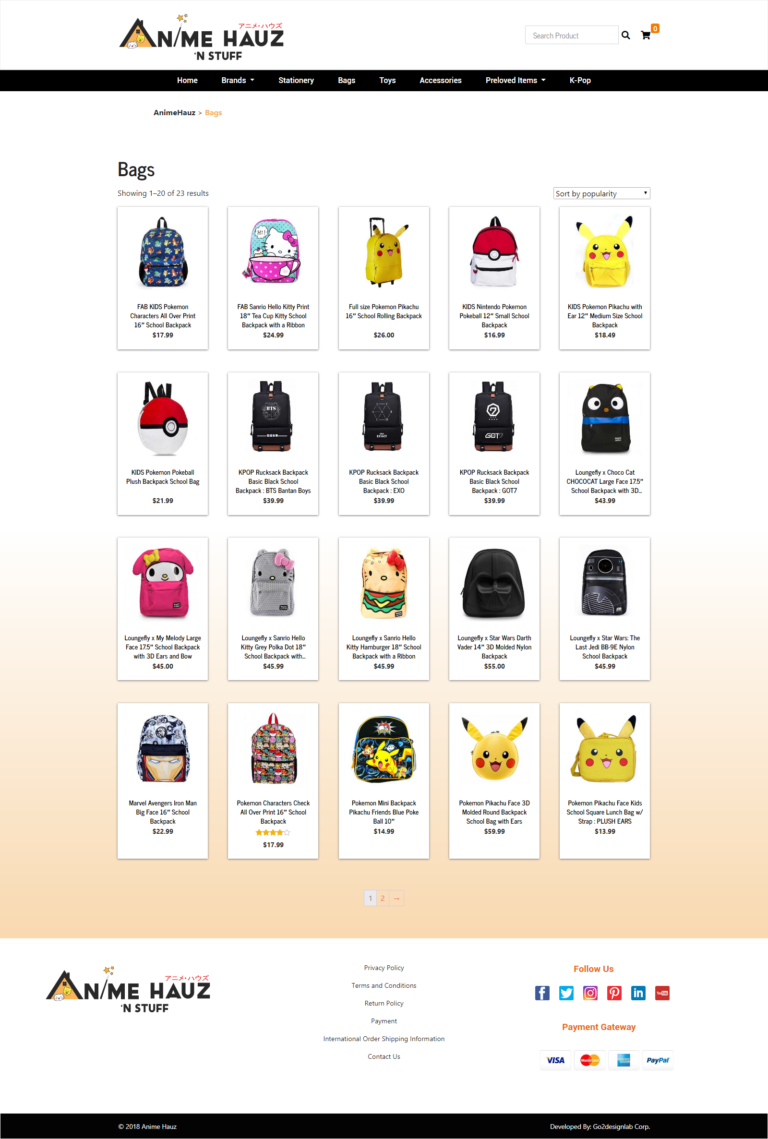 アニメ・ハウズ
ANIME HAUZ
'N STUFF
Search Product
0
Home Brands Stationery Bags Toys Accessories Preloved Items K-Pop
AnimeHauz > Bags
Bags
Showing 1–20 of 23 results
Sort by popularity
FAB KIDS Pokemon
Characters All Over Print
16" School Backpack
$17.99
FAB Sanrio Hello Kitty Print
18" Tea Cup Kitty School
Backpack with a Ribbon
$24.99
Full size Pokemon Pikachu
16" School Rolling Backpack
$26.00
KIDS Nintendo Pokemon
Pokeball 12" Small School
Backpack
$16.99
KIDS Pokemon Pikachu with
Ear 12" Medium Size School
Backpack
$18.49
KIDS Pokemon Pokeball
Plush Backpack School Bag
$21.99
BTS
KPOP Rucksack Backpack
Basic Black School
Backpack : BTS Bantan Boys
$39.99
KPOP Rucksack Backpack
Basic Black School
Backpack : EXO
$39.99
GOT7
KPOP Rucksack Backpack
Basic Black School
Backpack : GOT7
$39.99
Loungefly x Choco Cat
CHOCOCAT Large Face 17.5"
School Backpack with 3D...
$43.99
Loungefly x My Melody Large
Face 17.5" School Backpack
with 3D Ears and Bow
$45.00
Loungefly x Sanrio Hello
Kitty Grey Polka Dot 18"
School Backpack with...
$45.99
Loungefly x Sanrio Hello
Kitty Hamburger 18" School
Backpack with a Ribbon
$45.99
Loungefly x Star Wars Darth
Vader 14" 3D Molded Nylon
Backpack
$55.00
Loungefly x Star Wars: The
Last Jedi BB-9E Nylon
School Backpack
$45.99
Marvel Avengers Iron Man
Big Face 16" School
Backpack
$22.99
Pokemon Characters Check
All Over Print 16" School
Backpack
$17.99
Pokemon Mini Backpack
Pikachu Friends Blue Poke
Ball 10"
$14.99
Pokemon Pikachu Face 3D
Molded Round Backpack
School Bag with Ears
$59.99
Pokemon Pikachu Face Kids
School Square Lunch Bag w/
Strap : PLUSH EARS
$13.99
1 2 →
アニメ・ハウズ
ANIME HAUZ
'N STUFF
Privacy Policy
Terms and Conditions
Return Policy
Payment
International Order Shipping Information
Contact Us
Follow Us
Payment Gateway
VISA MasterCard PayPal
© 2018 Anime Hauz
Developed By: Go2designlab Corp.